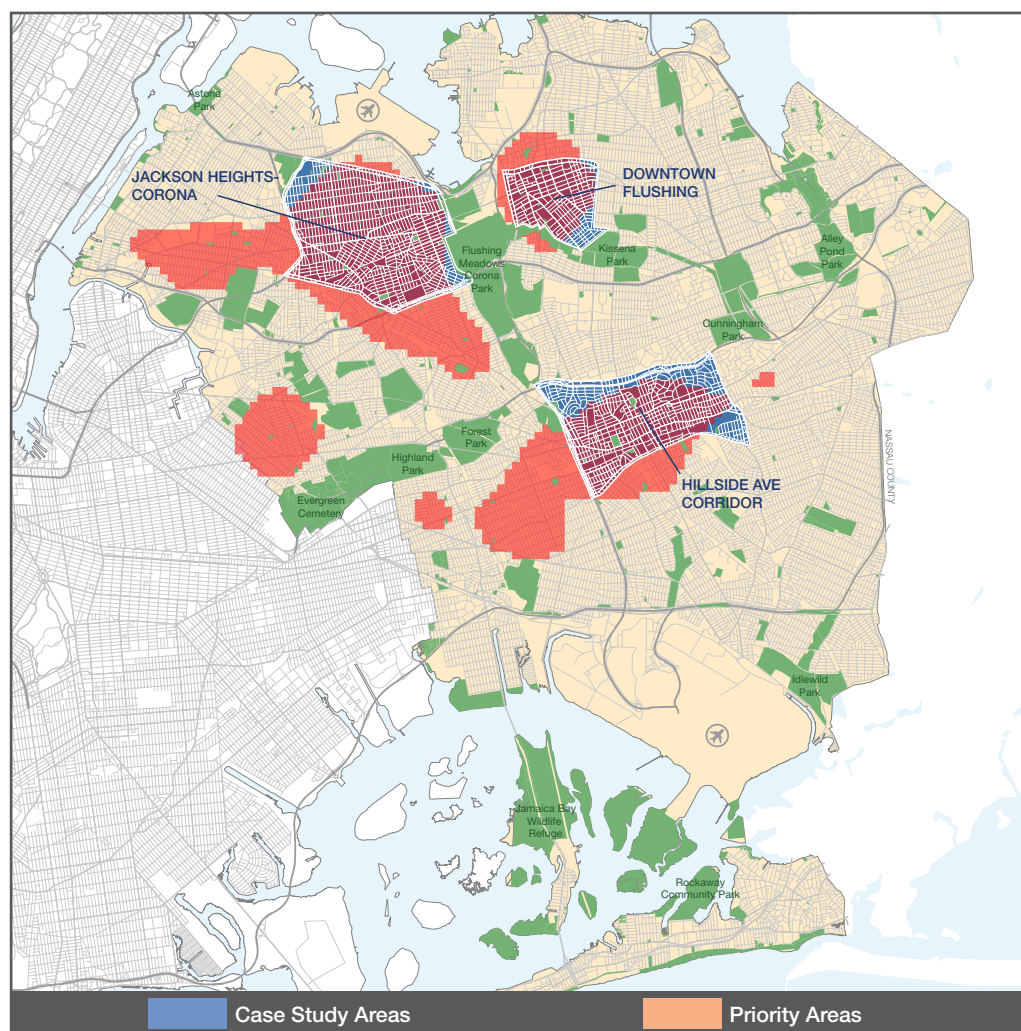 Astoria
Park
JACKSON HEIGHTS-
CORONA
DOWNTOWN
FLUSHING
Flushing
Meadows
Corona
Park
Kissena
Park
Alley
Pond
Park
Cunningham
Park
Forest
Park
Highland
Park
Evergreen
Cemetery
HILLSIDE AVE
CORRIDOR
NASSAU COUNTY
Idlewild
Park
Jamaica Bay
Wildlife
Refuge
Rockaway
Community Park
Case Study Areas
Priority Areas